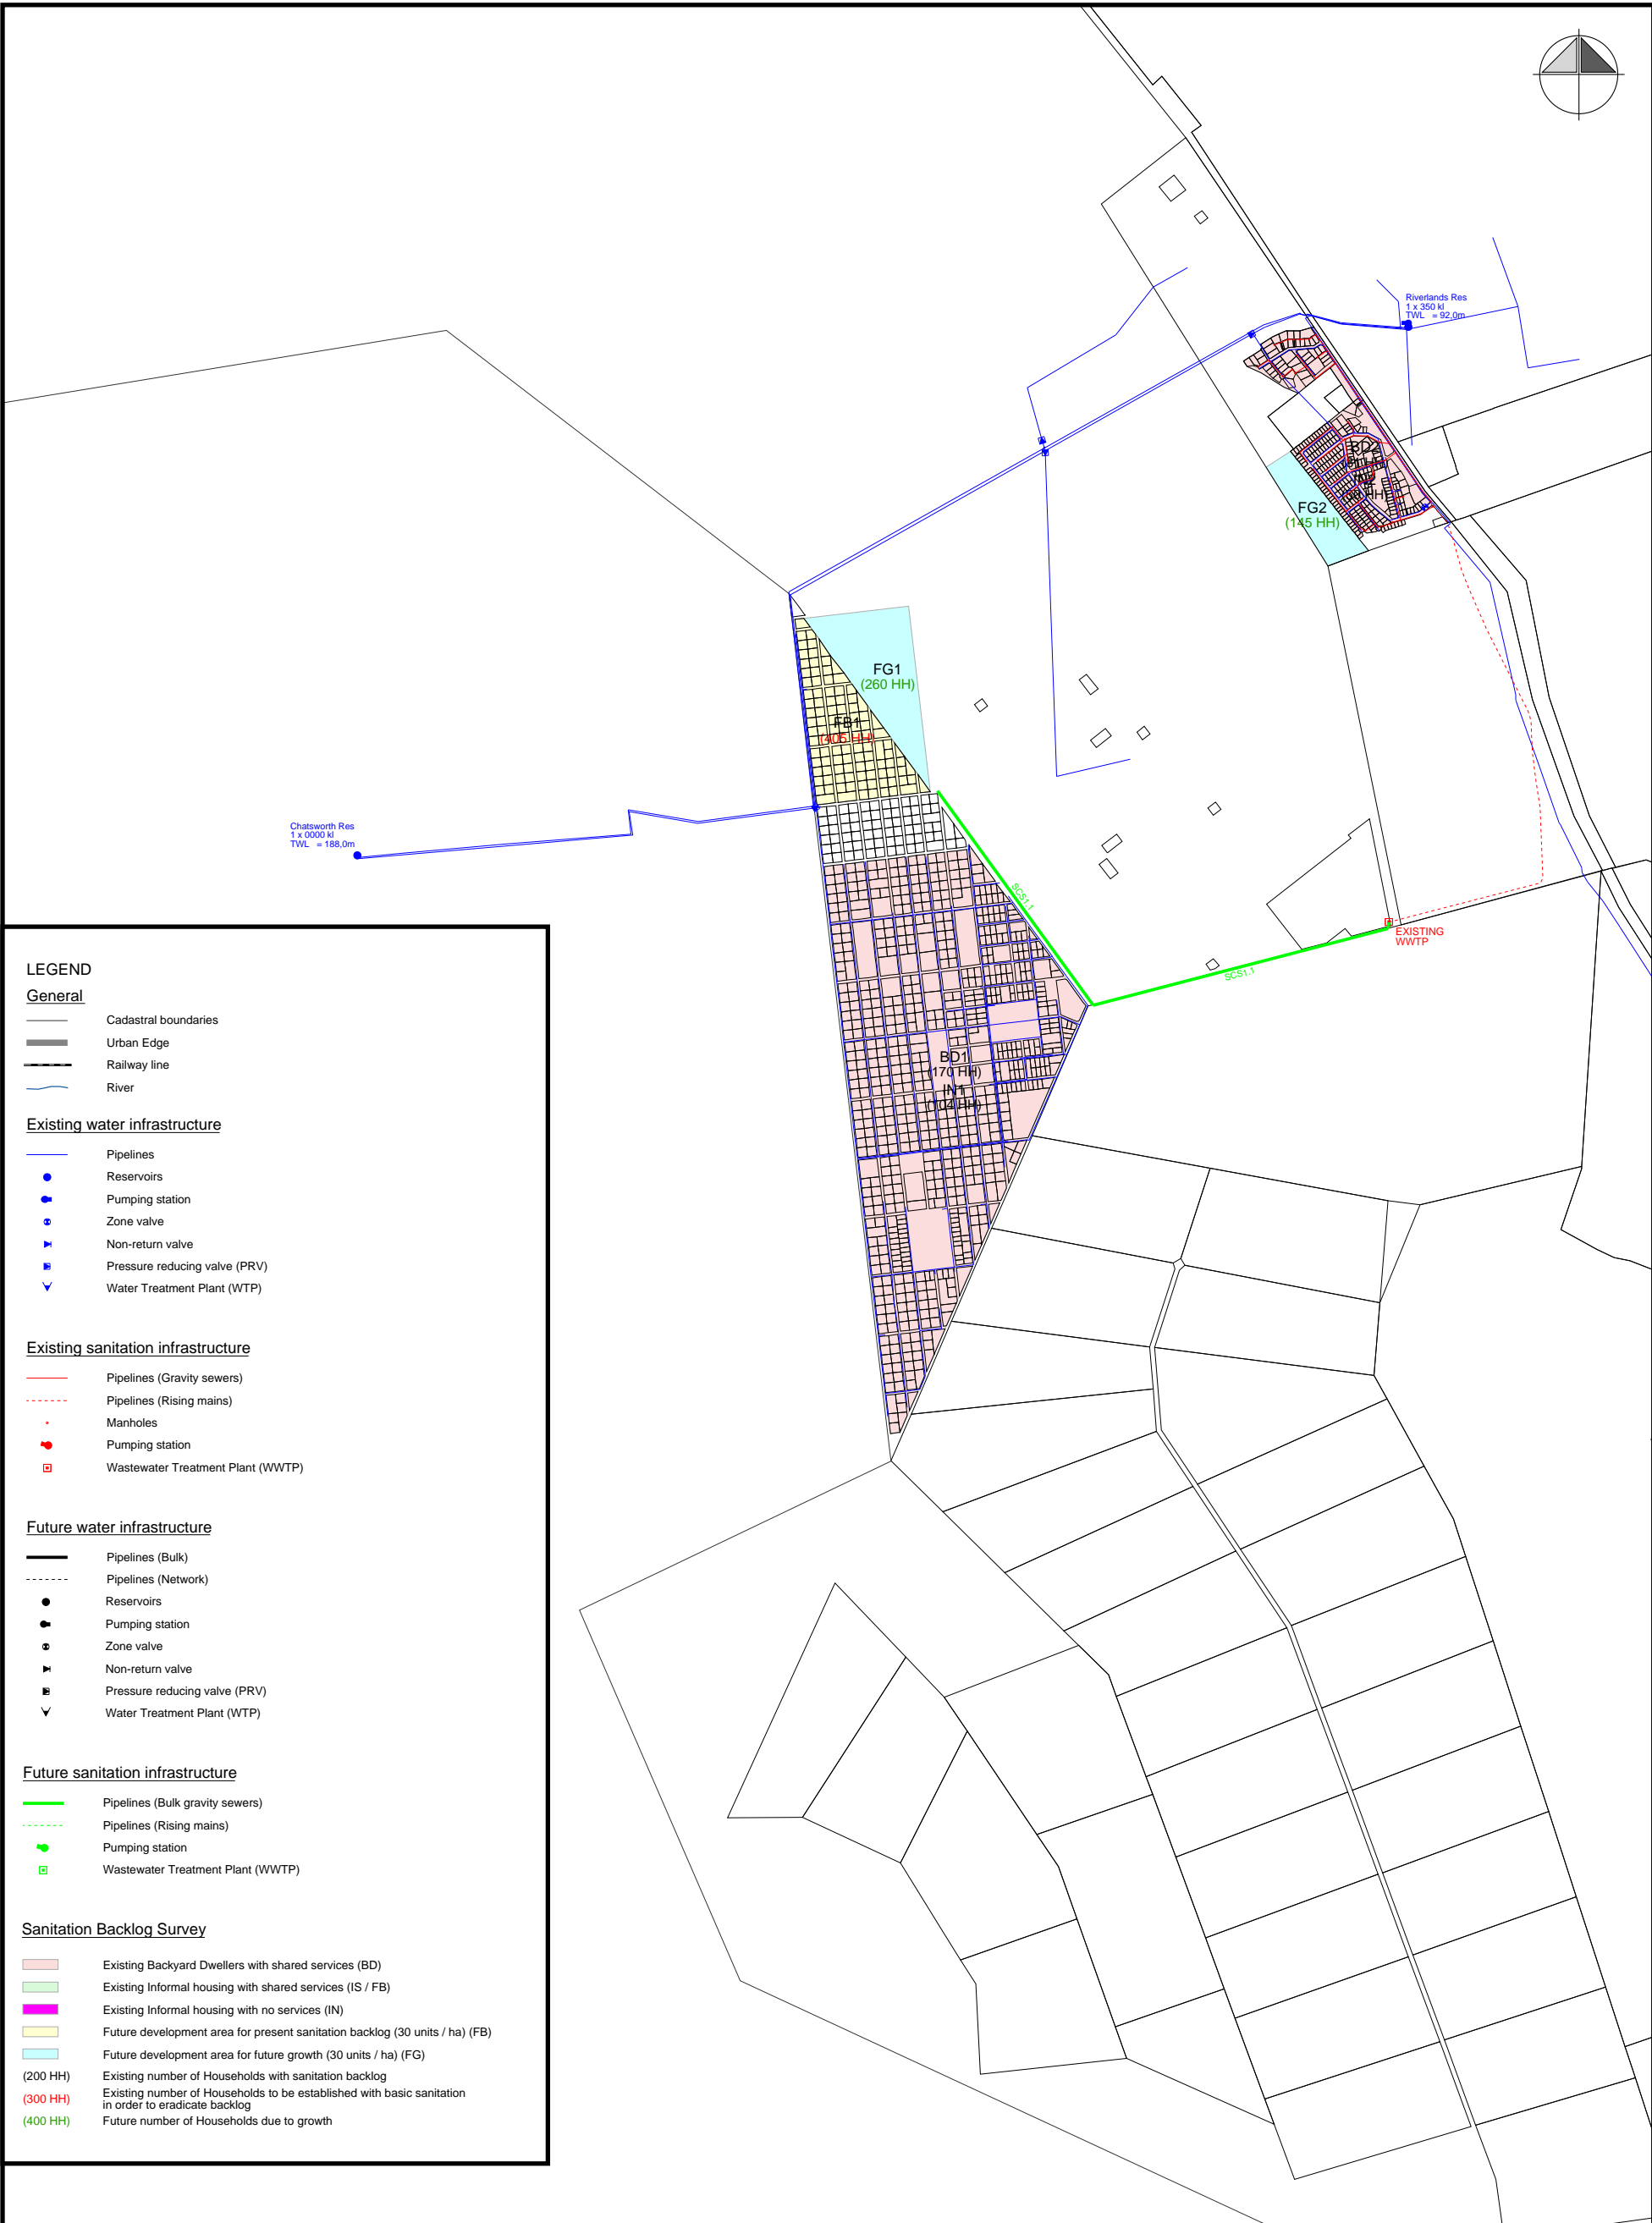 Riverlands Res
1 x 350 kl
TWL = 92,0m
BD2
IN2
FG2
(145 HH)
FG1
(260 HH)
FB1
(405 HH)
Chatsworth Res
1 x 0000 kl
TWL = 188,0m
SCS1.1
EXISTING
WWTP
SCS1.1
BD1
(170 HH)
IN1
(104 HH)
LEGEND
General
Cadastral boundaries
Urban Edge
Railway line
River
Existing water infrastructure
Pipelines
Reservoirs
Pumping station
Zone valve
Non-return valve
Pressure reducing valve (PRV)
Water Treatment Plant (WTP)
Existing sanitation infrastructure
Pipelines (Gravity sewers)
Pipelines (Rising mains)
Manholes
Pumping station
Wastewater Treatment Plant (WWTP)
Future water infrastructure
Pipelines (Bulk)
Pipelines (Network)
Reservoirs
Pumping station
Zone valve
Non-return valve
Pressure reducing valve (PRV)
Water Treatment Plant (WTP)
Future sanitation infrastructure
Pipelines (Bulk gravity sewers)
Pipelines (Rising mains)
Pumping station
Wastewater Treatment Plant (WWTP)
Sanitation Backlog Survey
Existing Backyard Dwellers with shared services (BD)
Existing Informal housing with shared services (IS / FB)
Existing Informal housing with no services (IN)
Future development area for present sanitation backlog (30 units / ha) (FB)
Future development area for future growth (30 units / ha) (FG)
(200 HH) Existing number of Households with sanitation backlog
(300 HH) Existing number of Households to be established with basic sanitation
in order to eradicate backlog
(400 HH) Future number of Households due to growth